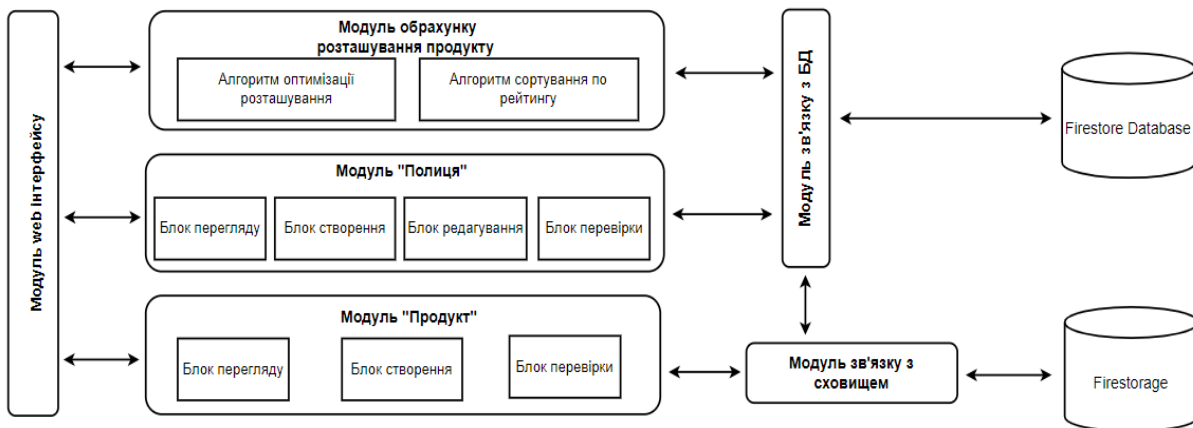 Модуль web інтерфейсу
Модуль обрахунку
розташування продукту
Алгоритм оптимізації
розташування
Алгоритм сортування по
рейтингу
Модуль "Полиця"
Блок перегляду
Блок створення
Блок редагування
Блок перевірки
Модуль "Продукт"
Блок перегляду
Блок створення
Блок перевірки
Модуль зв'язку з БД
Модуль зв'язку з
сховищем
Firestore Database
Firestorage